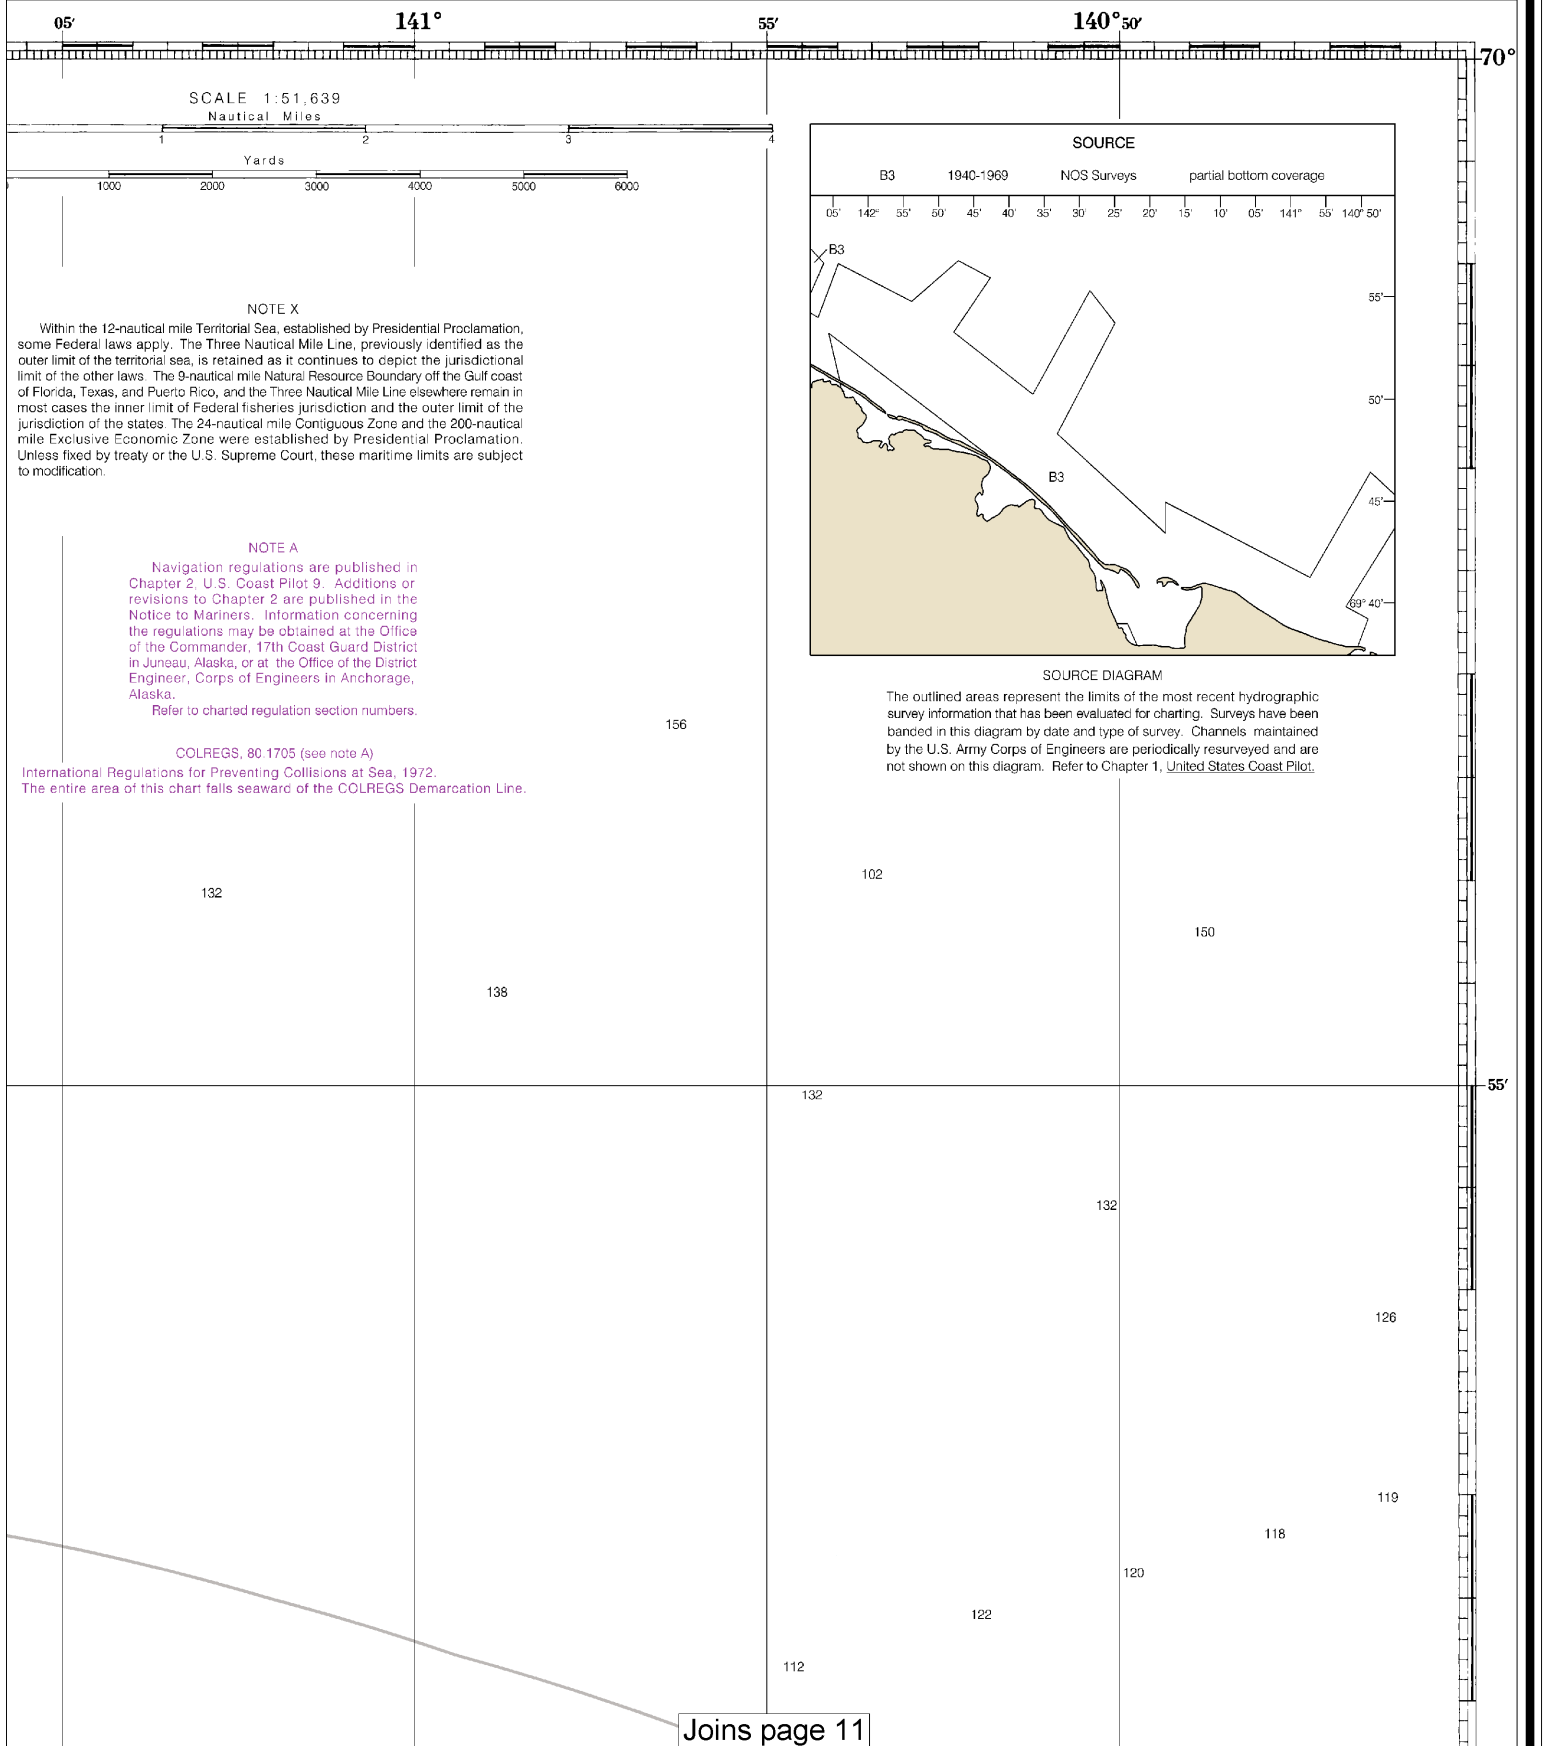 05′ 141° 55′ 140° 50′
70°
SCALE 1:51,639
Nautical Miles
1 2 3 4
Yards
1000 2000 3000 4000 5000 6000
NOTE X
Within the 12-nautical mile Territorial Sea, established by Presidential Proclamation,
some Federal laws apply. The Three Nautical Mile Line, previously identified as the
outer limit of the territorial sea, is retained as it continues to depict the jurisdictional
limit of the other laws. The 9-nautical mile Natural Resource Boundary off the Gulf coast
of Florida, Texas, and Puerto Rico, and the Three Nautical Mile Line elsewhere remain in
most cases the inner limit of Federal fisheries jurisdiction and the outer limit of the
jurisdiction of the states. The 24-nautical mile Contiguous Zone and the 200-nautical
mile Exclusive Economic Zone were established by Presidential Proclamation.
Unless fixed by treaty or the U.S. Supreme Court, these maritime limits are subject
to modification.
NOTE A
Navigation regulations are published in
Chapter 2, U.S. Coast Pilot 9. Additions or
revisions to Chapter 2 are published in the
Notice to Mariners. Information concerning
the regulations may be obtained at the Office
of the Commander, 17th Coast Guard District
in Juneau, Alaska, or at the Office of the District
Engineer, Corps of Engineers in Anchorage,
Alaska.
Refer to charted regulation section numbers.
COLREGS, 80.1705 (see note A)
International Regulations for Preventing Collisions at Sea, 1972.
The entire area of this chart falls seaward of the COLREGS Demarcation Line.
SOURCE
B3 1940-1969 NOS Surveys partial bottom coverage
05′ 142° 55′ 50′ 45′ 40′ 35′ 30′ 25′ 20′ 15′ 10′ 05′ 141° 55′ 140° 50′
B3
55′
50′
B3
45′
69° 40′
SOURCE DIAGRAM
The outlined areas represent the limits of the most recent hydrographic
survey information that has been evaluated for charting. Surveys have been
banded in this diagram by date and type of survey. Channels maintained
by the U.S. Army Corps of Engineers are periodically resurveyed and are
not shown on this diagram. Refer to Chapter 1, United States Coast Pilot.
156
102
132
150
138
55′
132
132
126
119
118
120
122
112
Joins page 11